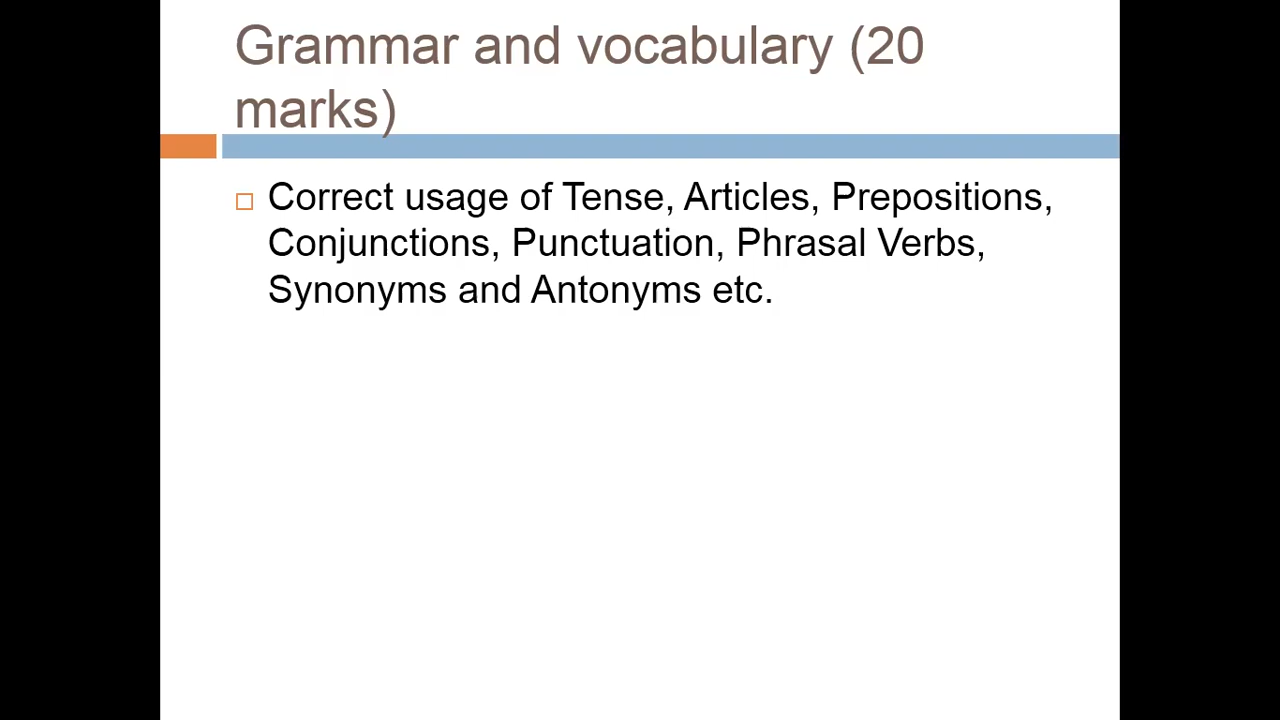 Grammar and vocabulary (20
marks)
Correct usage of Tense, Articles, Prepositions,
Conjunctions, Punctuation, Phrasal Verbs,
Synonyms and Antonyms etc.